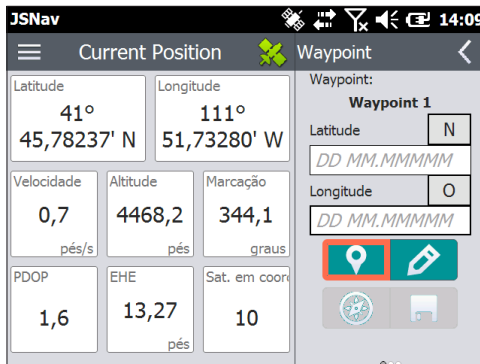 JSNav
14:09
Current Position
Latitude
41°
45,78237' N
Longitude
111°
51,73280' W
Velocidade
0,7
pés/s
Altitude
4468,2
pés
Marcação
344,1
graus
PDOP
1,6
EHE
13,27
pés
Sat. em coor
10
Waypoint
Waypoint:
Waypoint 1
Latitude
N
DD MM.MMMMM
Longitude
O
DD MM.MMMMM